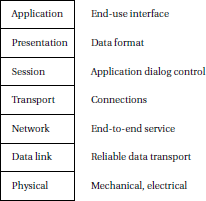 Application End-use interface
Presentation Data format
Session Application dialog control
Transport Connections
Network End-to-end service
Data link Reliable data transport
Physical Mechanical, electrical